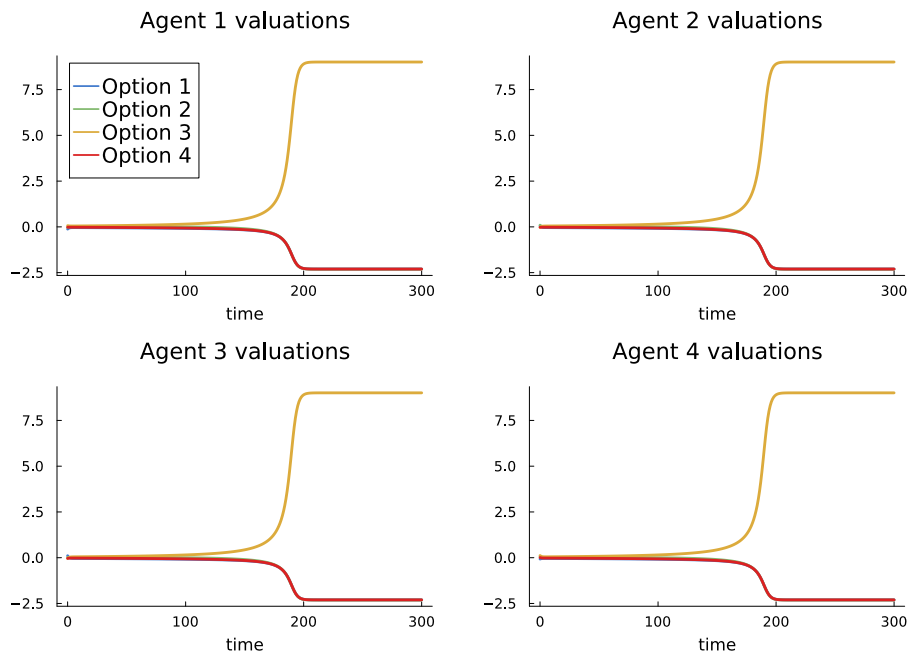 Agent 1 valuations
7.5
5.0
2.5
0.0
−2.5
Option 1
Option 2
Option 3
Option 4
0 100 200 300
time
Agent 2 valuations
7.5
5.0
2.5
0.0
−2.5
0 100 200 300
time
Agent 3 valuations
7.5
5.0
2.5
0.0
−2.5
0 100 200 300
time
Agent 4 valuations
7.5
5.0
2.5
0.0
−2.5
0 100 200 300
time